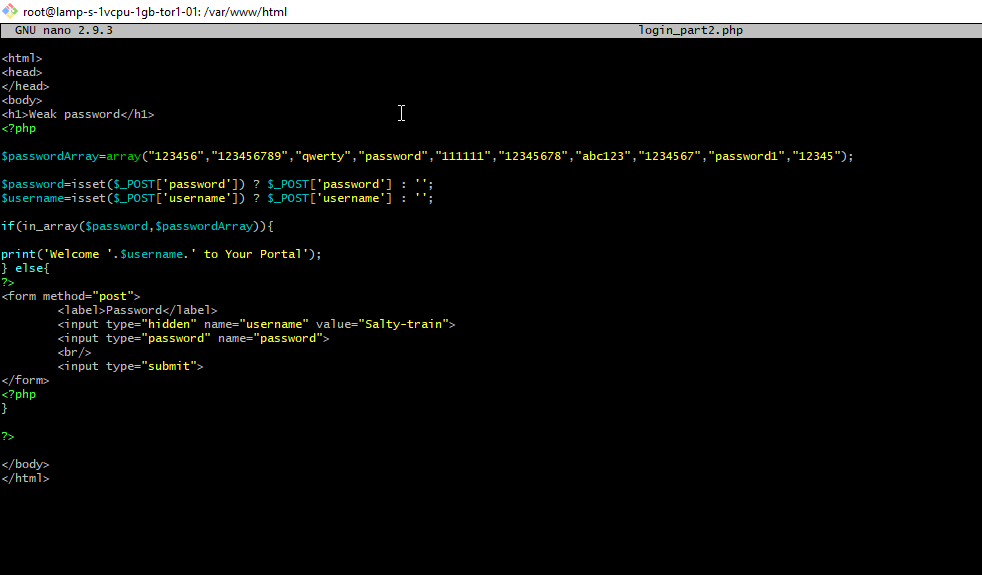 root@lamp-s-1vcpu-1gb-tor1-01: /var/www/html
GNU nano 2.9.3 login_part2.php
<html>
<head>
</head>
<body>
<h1>Weak password</h1>
<?php
$passwordArray=array("123456","123456789","qwerty","password","111111","12345678","abc123","1234567","password1","12345");
$password=isset($_POST['password']) ? $_POST['password'] : '';
$username=isset($_POST['username']) ? $_POST['username'] : '';
if(in_array($password,$passwordArray)){
print('Welcome '.$username.' to Your Portal');
} else{
?>
<form method="post">
<label>Password</label>
<input type="hidden" name="username" value="Salty-train">
<input type="password" name="password">
<br/>
<input type="submit">
</form>
<?php
}
?>
</body>
</html>